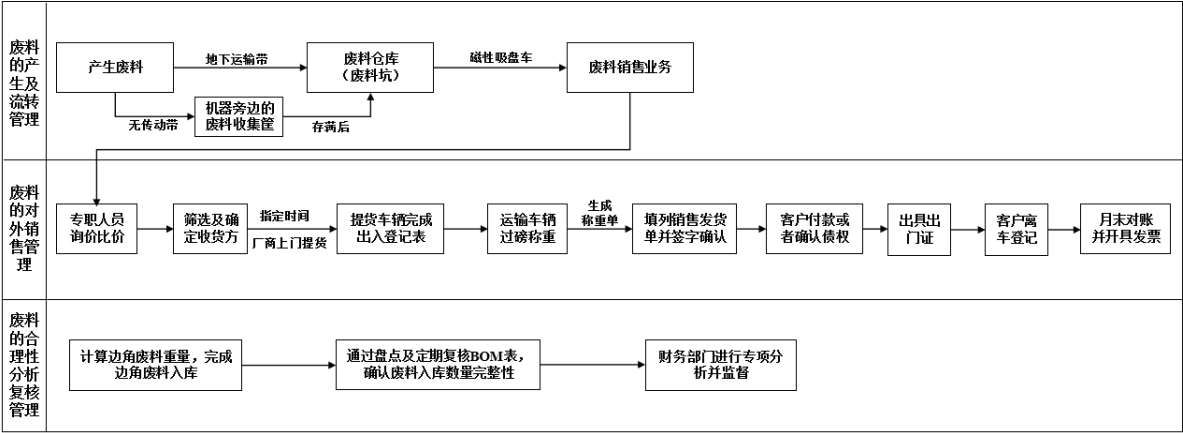 废料
的产
生及
流转
管理
产生废料
地下运输带
废料仓库
（废料坑）
磁性吸盘车
废料销售业务
无传动带
机器旁边的
废料收集筐
存满后
废料
的对
外销
售管
理
专职人员
询价比价
筛选及确
定收货方
指定时间
厂商上门提货
提货车辆完成
出入登记表
运输车辆
过磅称重
生成
称重单
填列销售发货
单并签字确认
客户付款或
者确认债权
出具出
门证
客户离
车登记
月末对账
并开具发票
废料
的合
理性
分析
复核
管理
计算边角废料重量，完成
边角废料入库
通过盘点及定期复核BOM表，
确认废料入库数量完整性
财务部门进行专项分
析并监督